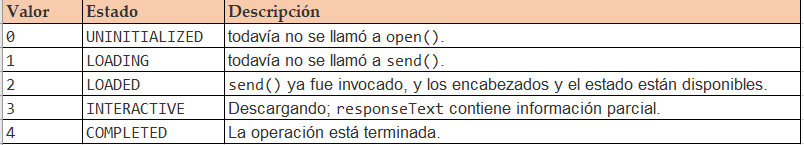 Valor Estado Descripción
0 UNINITIALIZED todavía no se llamó a open().
1 LOADING todavía no se llamó a send().
2 LOADED send() ya fue invocado, y los encabezados y el estado están disponibles.
3 INTERACTIVE Descargando; responseText contiene información parcial.
4 COMPLETED La operación está terminada.